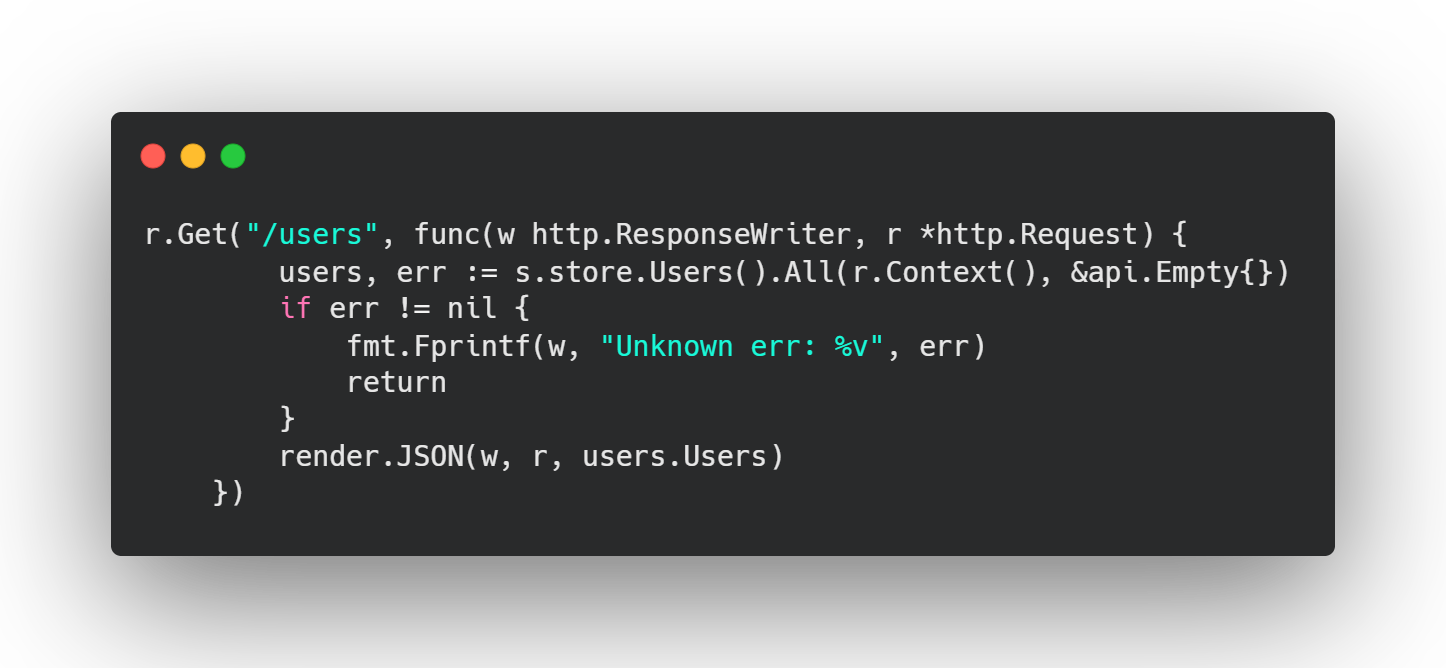 r.Get("/users", func(w http.ResponseWriter, r *http.Request) {
        users, err := s.store.Users().All(r.Context(), &api.Empty{})
        if err != nil {
            fmt.Fprintf(w, "Unknown err: %v", err)
            return
        }
        render.JSON(w, r, users.Users)
    })